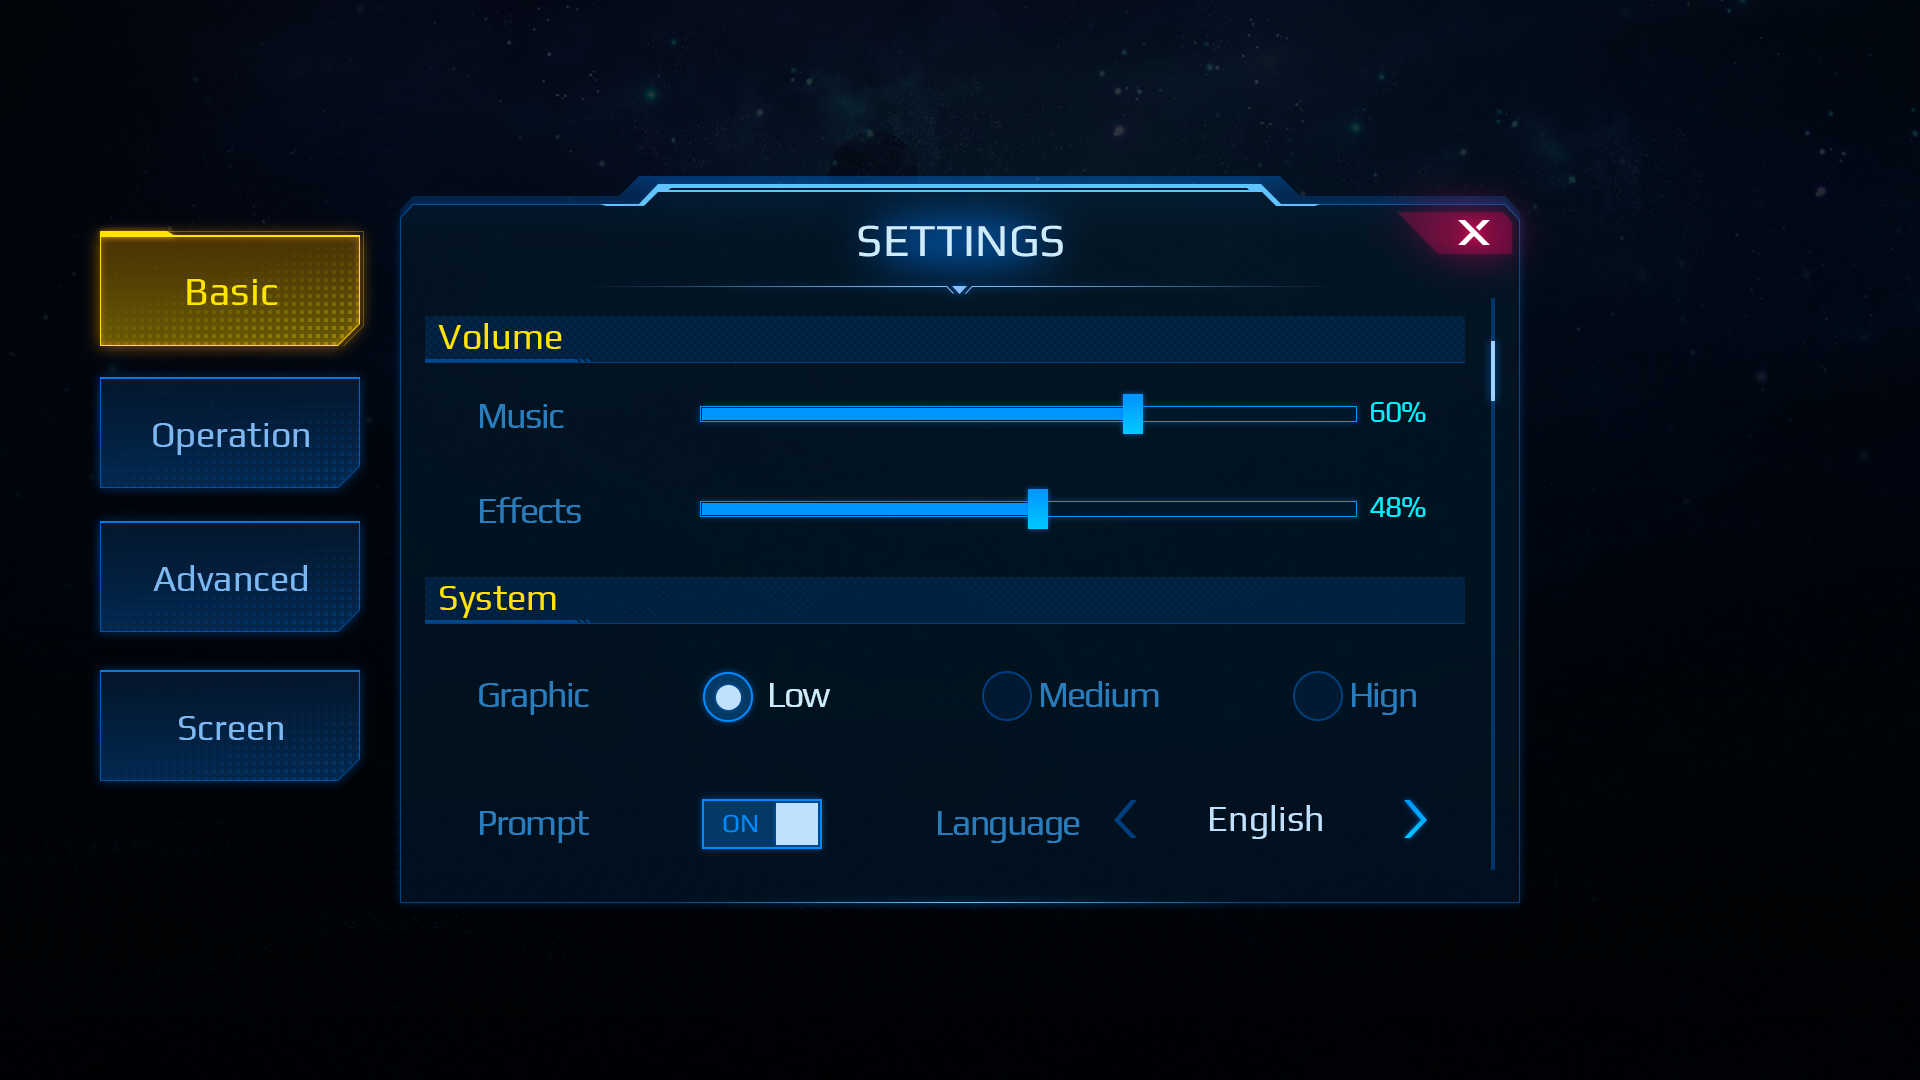 SETTINGS
Basic
Operation
Advanced
Screen
Volume
Music 60%
Effects 48%
System
Graphic Low Medium Hign
Prompt ON Language English